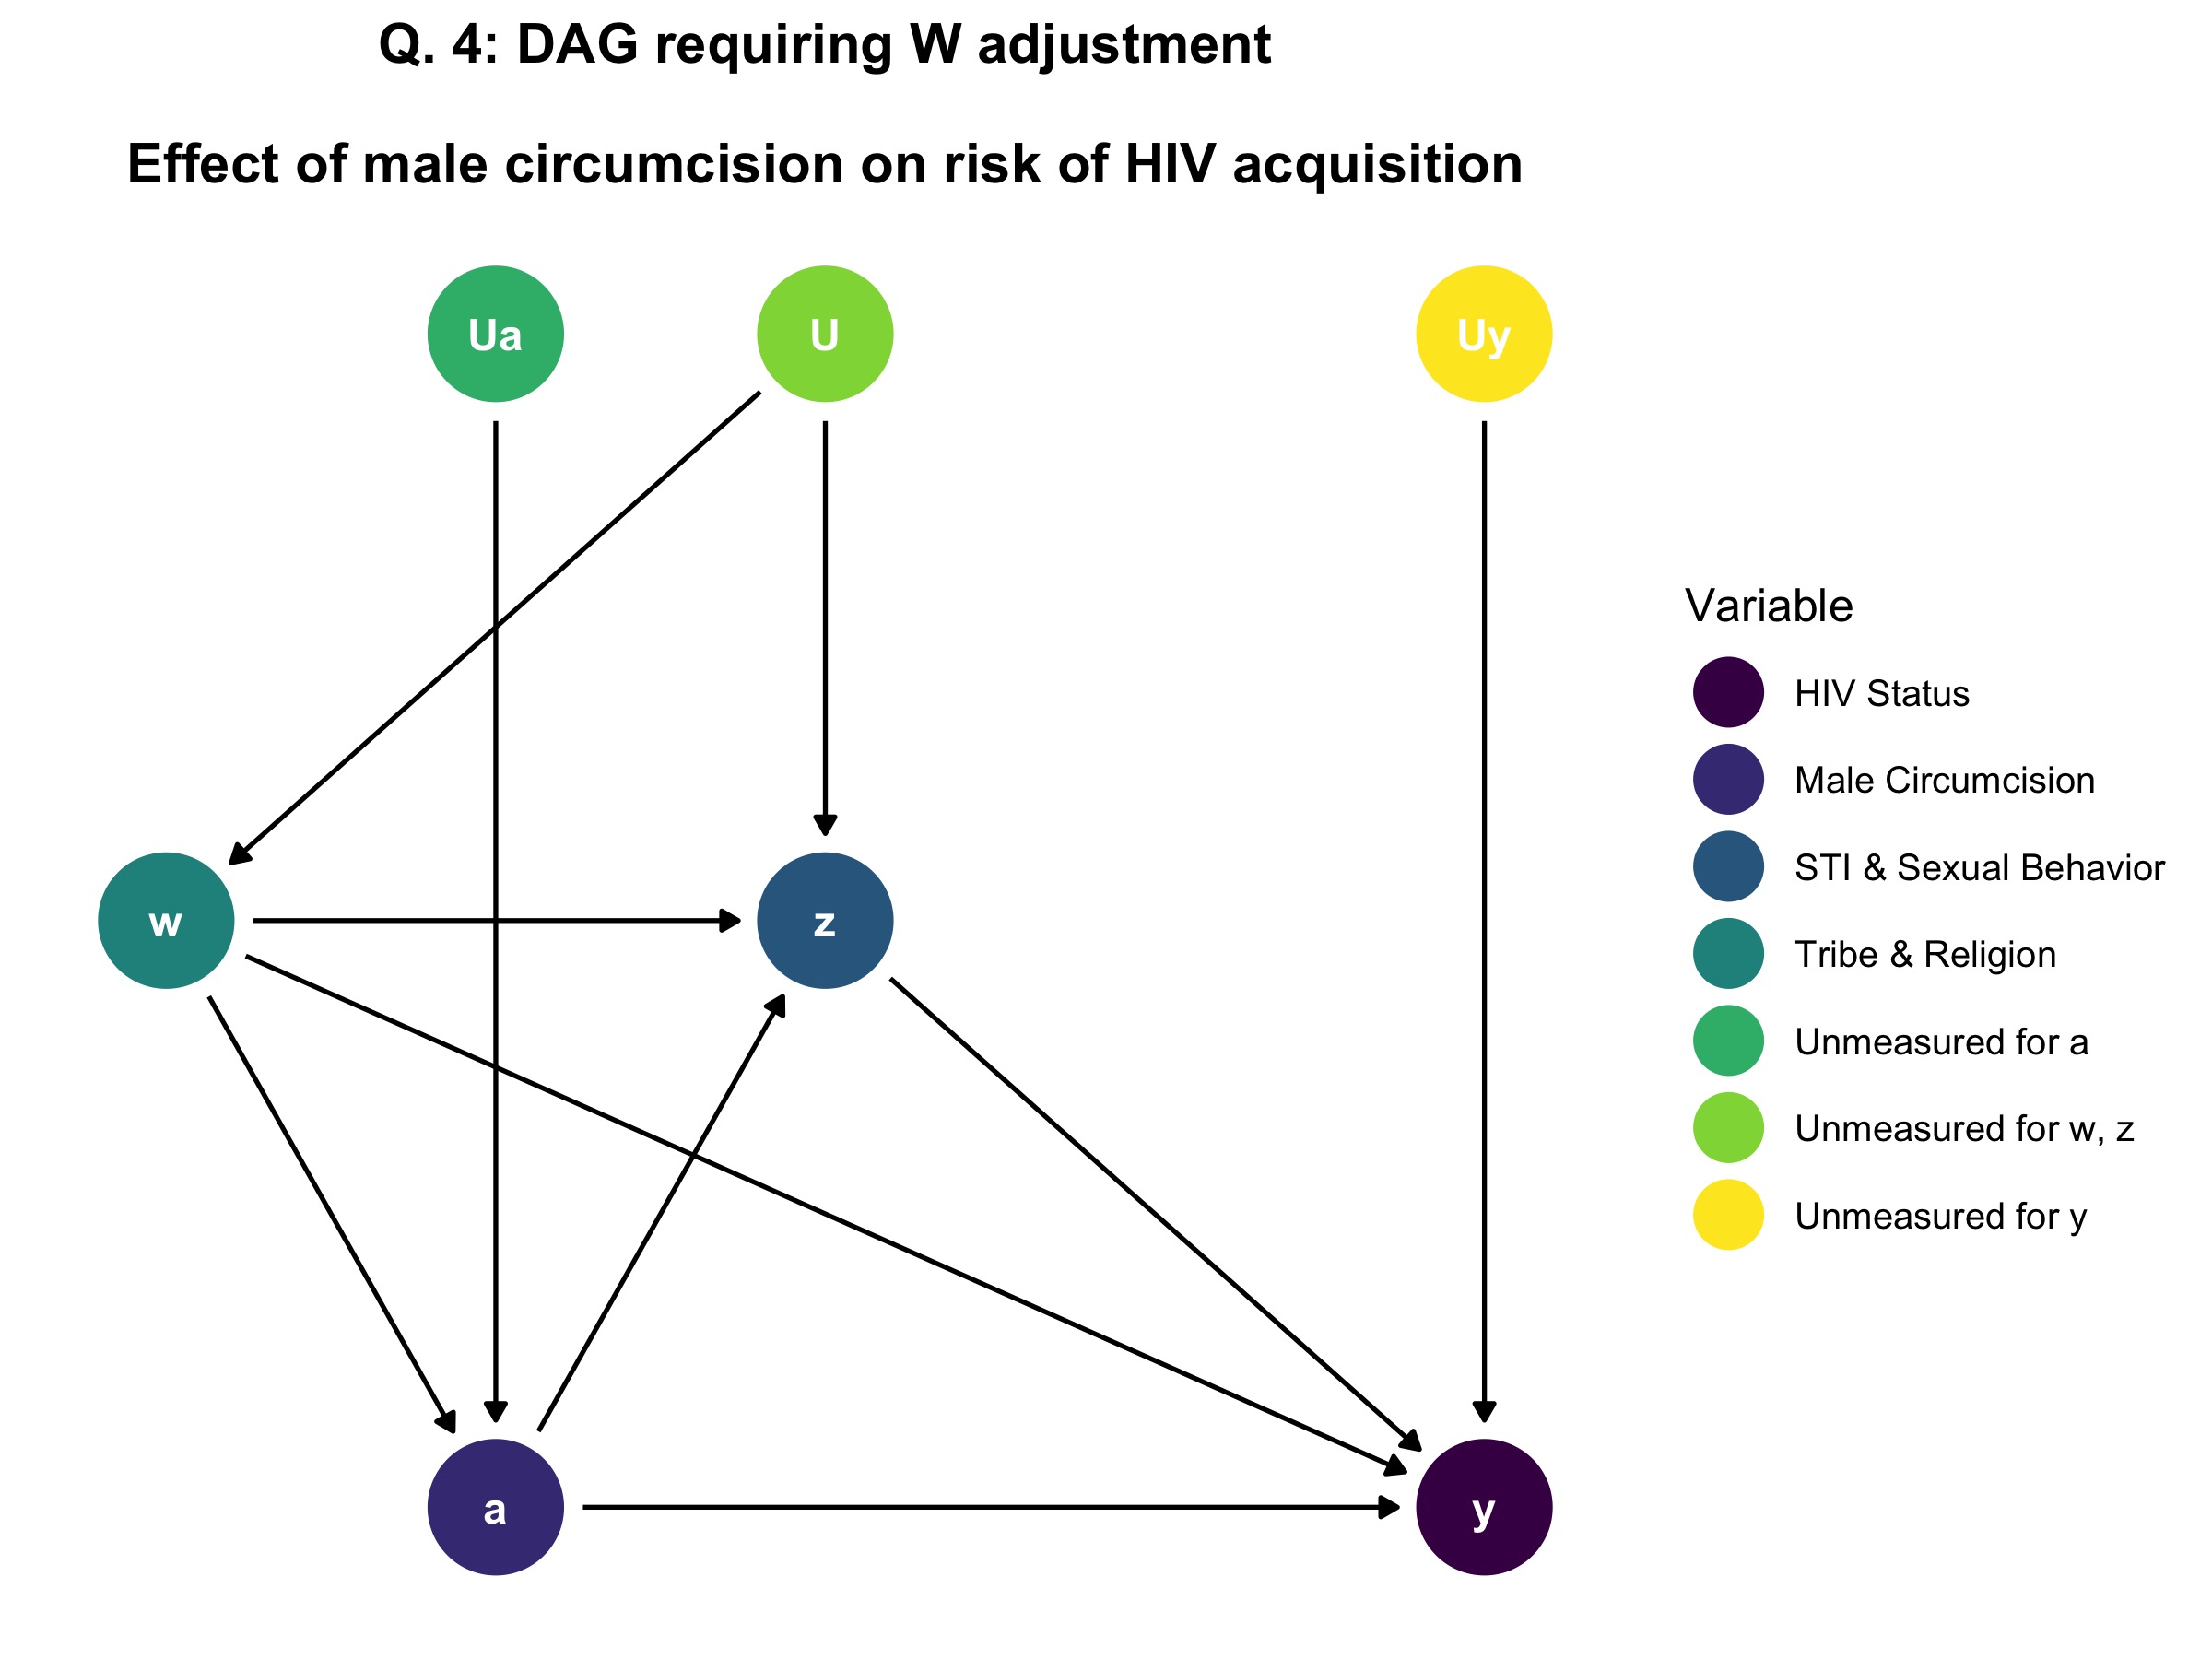 Q. 4: DAG requiring W adjustment
Effect of male circumcision on risk of HIV acquisition
Ua
U
Uy
w
z
a
y
Variable
HIV Status
Male Circumcision
STI & Sexual Behavior
Tribe & Religion
Unmeasured for a
Unmeasured for w, z
Unmeasured for y